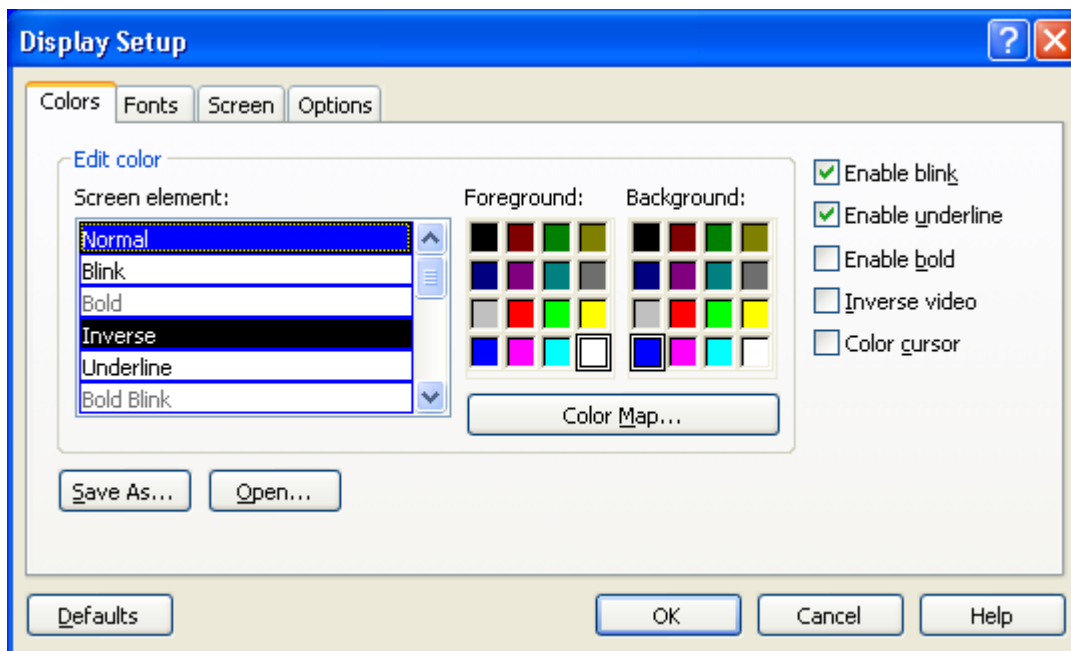 Display Setup
Colors Fonts Screen Options
Edit color
Screen element:
Foreground: Background:
Normal
Blink
Bold
Inverse
Underline
Bold Blink
Color Map...
Enable blink
Enable underline
Enable bold
Inverse video
Color cursor
Save As... Open...
Defaults OK Cancel Help